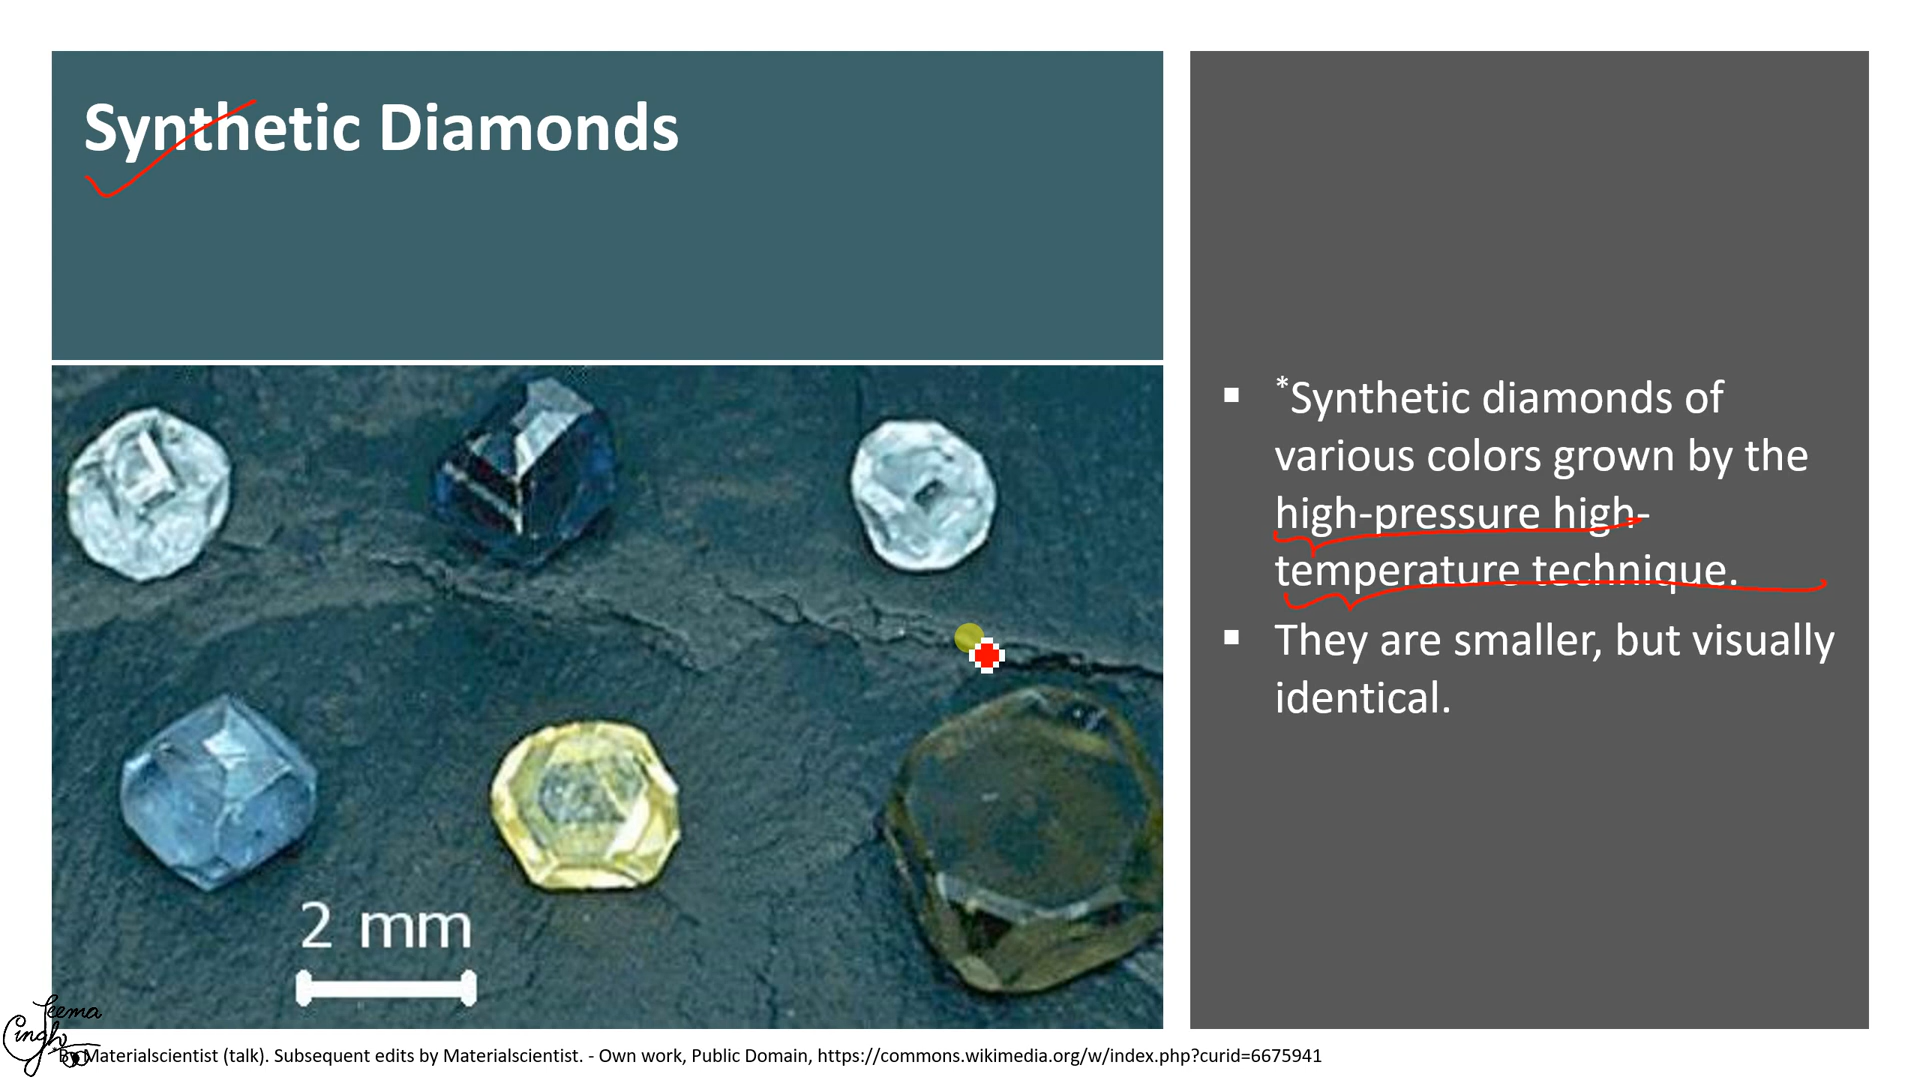 Synthetic Diamonds
*Synthetic diamonds of
various colors grown by the
high-pressure high-
temperature technique.
They are smaller, but visually
identical.
2 mm
Materialscientist (talk). Subsequent edits by Materialscientist. - Own work, Public Domain, https://commons.wikimedia.org/w/index.php?curid=6675941